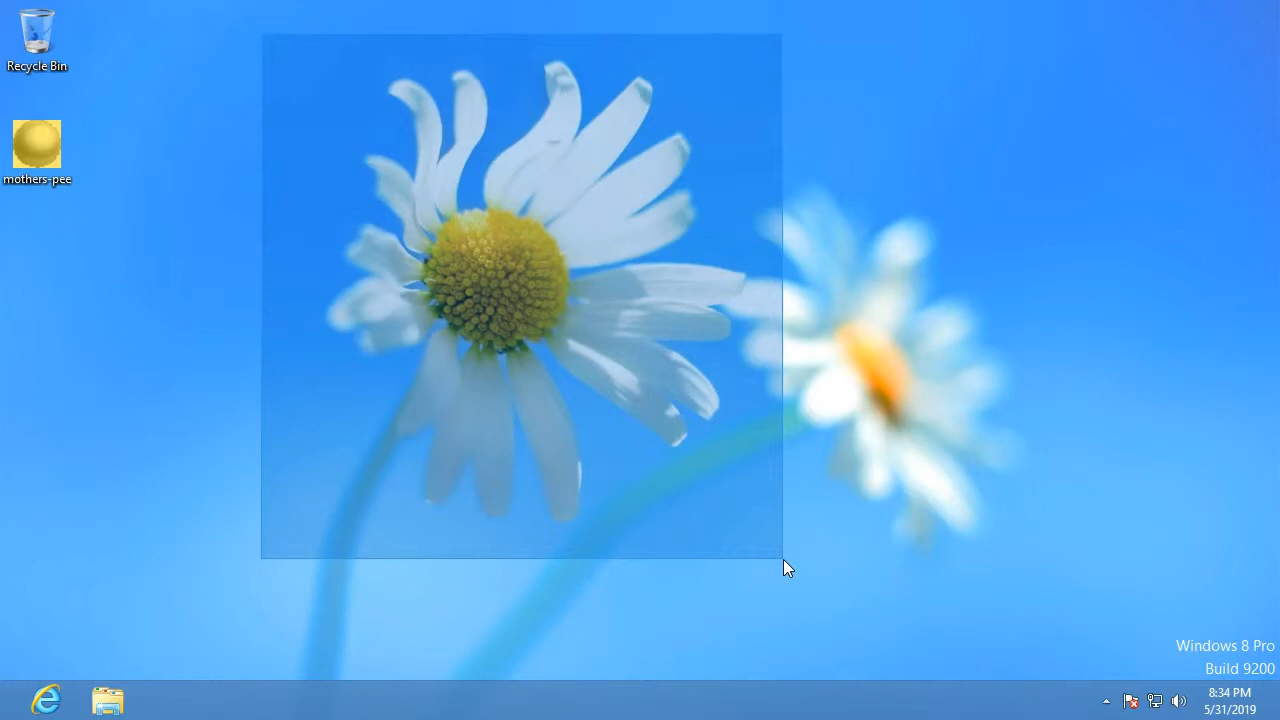 Recycle Bin
mothers-pee
Windows 8 Pro
Build 9200
8:34 PM
5/31/2019